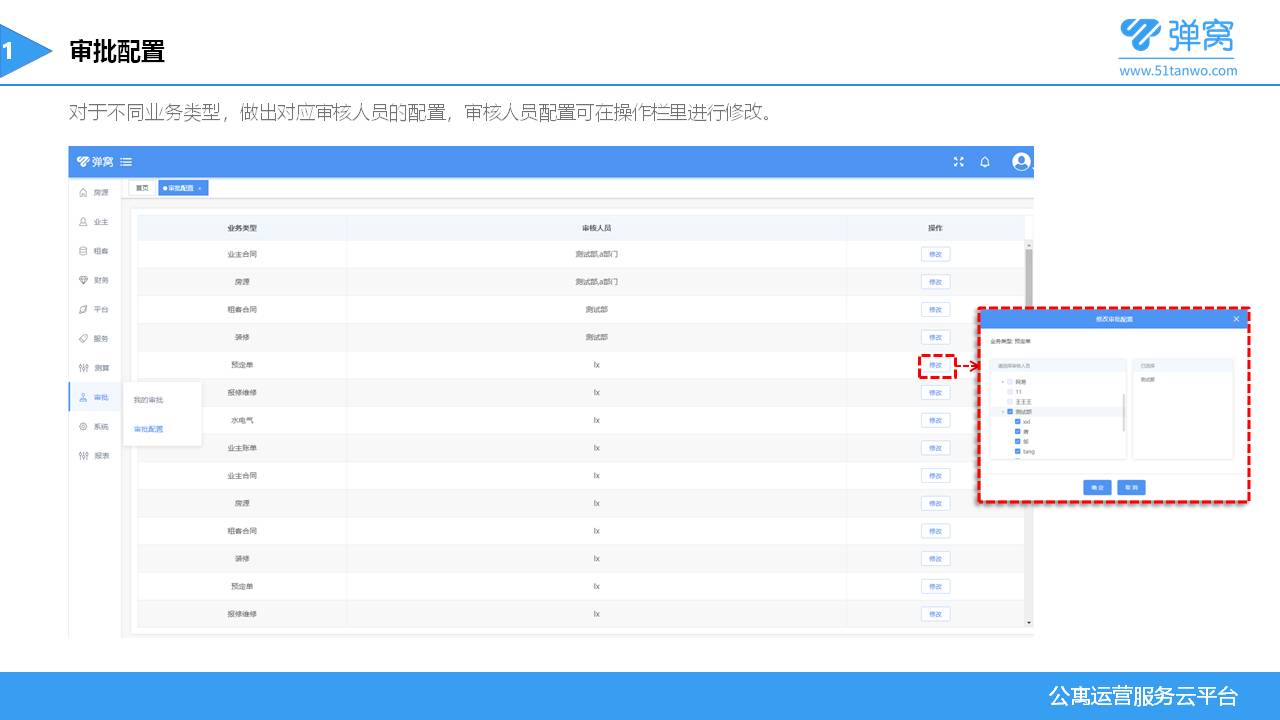 1
审批配置
弹窝
www.51tanwo.com
对于不同业务类型，做出对应审核人员的配置，审核人员配置可在操作栏里进行修改。
弹窝
首页 审批配置 ×
房源
业主
租客
财务
平台
服务
测算
审批
系统
报表
我的审批
审批配置
业务类型 审核人员 操作
业主合同 测试部,a部门 修改
房源 测试部,a部门 修改
租客合同 测试部 修改
装修 测试部 修改
预定单 lx 修改
报修维修 lx 修改
水电气 lx 修改
业主账单 lx 修改
业主合同 lx 修改
房源 lx 修改
租客合同 lx 修改
装修 lx 修改
预定单 lx 修改
报修维修 lx 修改
修改审批配置
业务类型: 预定单
请选择审核人员 已选择
11
王王王
测试部 测试部
xxl
tang
确 定 取 消
公寓运营服务云平台